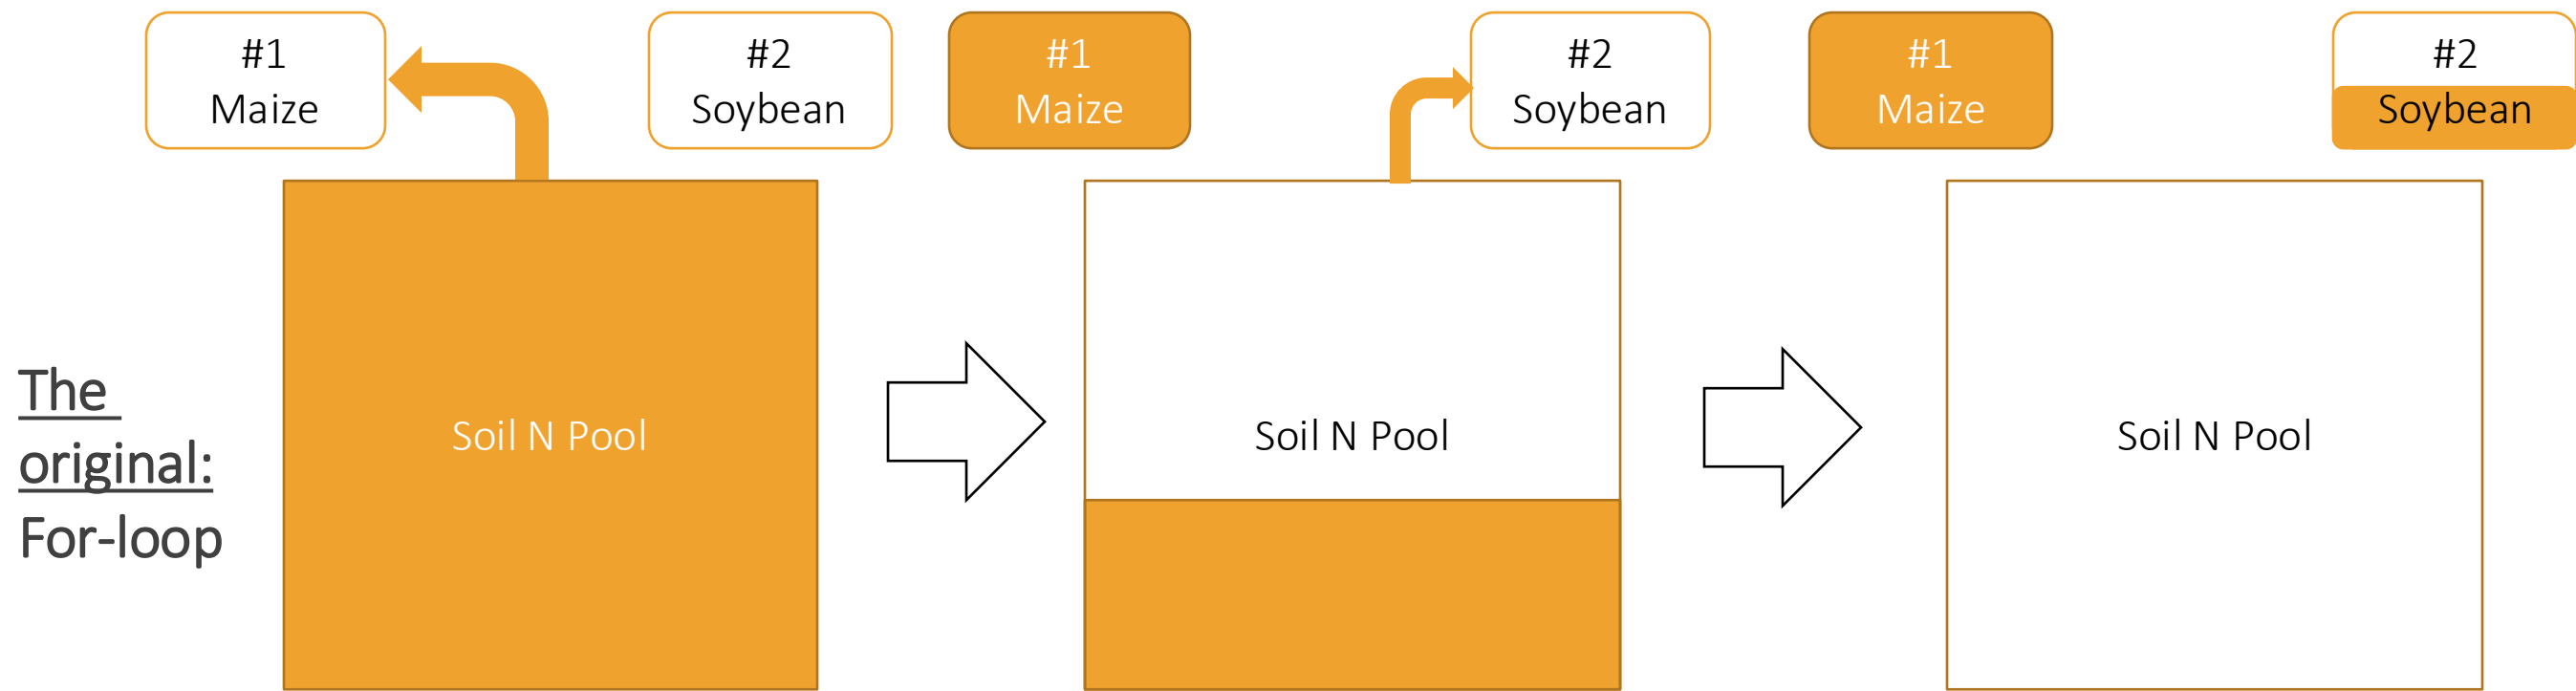 #1
Maize
#2
Soybean
#1
Maize
#2
Soybean
#1
Maize
#2
Soybean
The
original:
For-loop
Soil N Pool
Soil N Pool
Soil N Pool